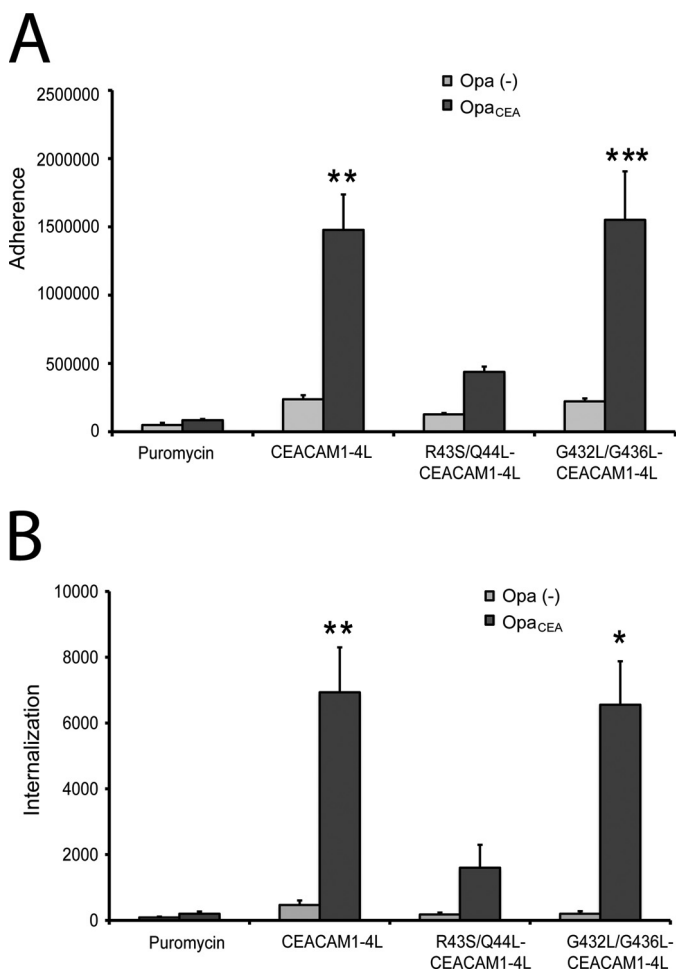 A
Opa (-)
Opa_CEA
2500000
2000000
1500000
1000000
500000
0
Adherence
**
***
Puromycin
CEACAM1-4L
R43S/Q44L-
CEACAM1-4L
G432L/G436L-
CEACAM1-4L
B
Opa (-)
Opa_CEA
10000
8000
6000
4000
2000
0
Internalization
**
*
Puromycin
CEACAM1-4L
R43S/Q44L-
CEACAM1-4L
G432L/G436L-
CEACAM1-4L